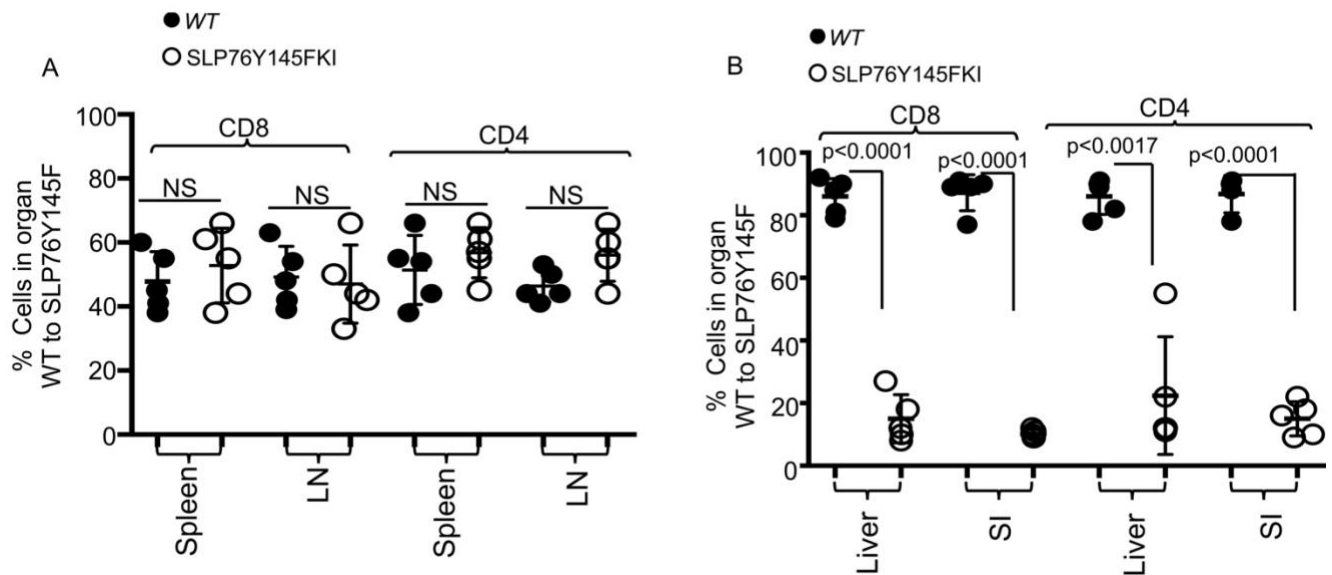 WT
SLP76Y145FKI
A
% Cells in organ
WT to SLP76Y145F
100
80
60
40
20
0
CD8
CD4
NS
NS
NS
NS
Spleen
LN
Spleen
LN
WT
SLP76Y145FKI
B
% Cells in organ
WT to SLP76Y145F
100
80
60
40
20
0
CD8
CD4
p<0.0001
p<0.0001
p<0.0017
p<0.0001
Liver
SI
Liver
SI